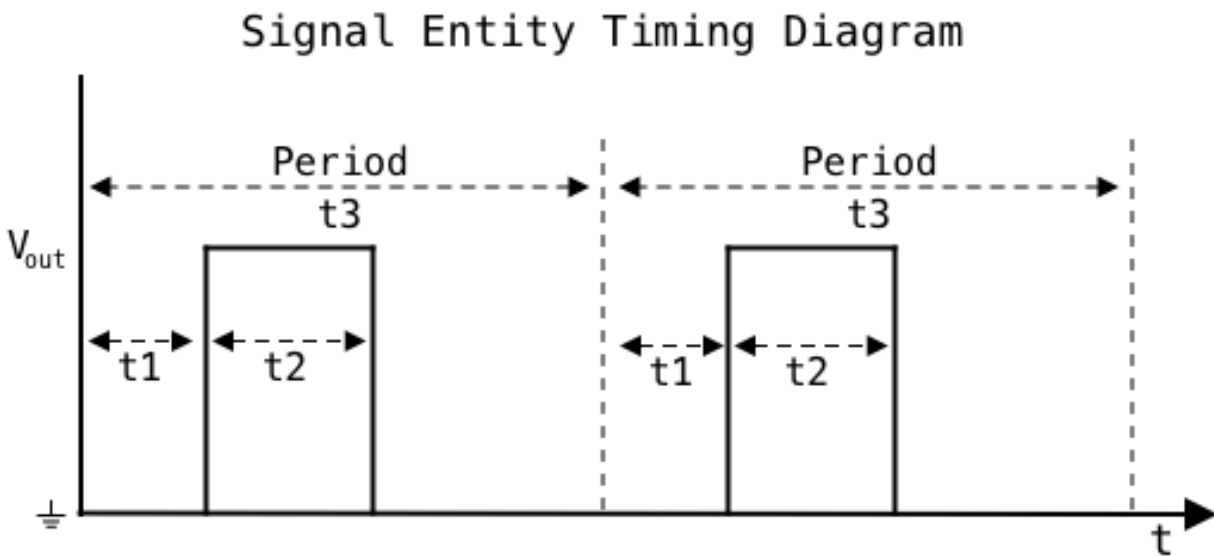 Signal Entity Timing Diagram
Period Period
t3 t3
Vout
t1 t2 t1 t2
t